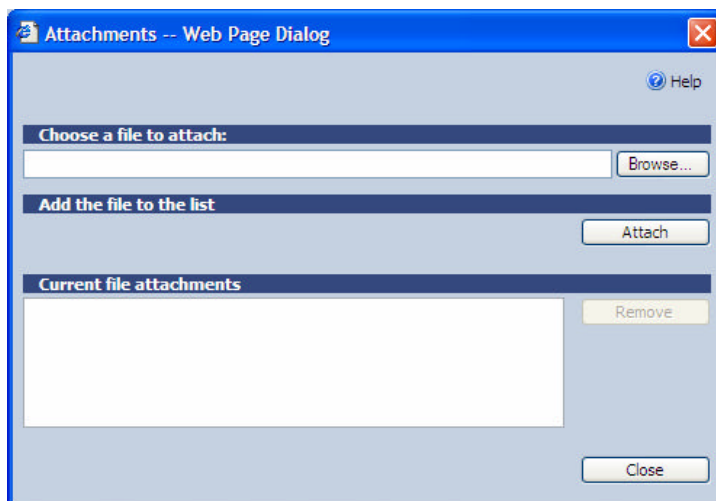 Attachments -- Web Page Dialog
Help
Choose a file to attach:
Browse...
Add the file to the list
Attach
Current file attachments
Remove
Close